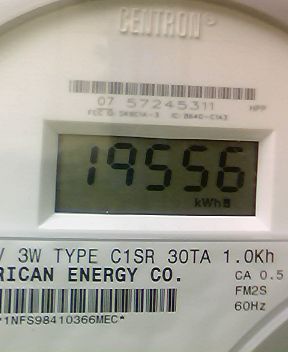 CENTRON®
07 57245311 HPP
19556
kWh
V 3W TYPE C1SR 30TA 1.0Kh
RICAN ENERGY CO.
CA 0.5
FM2S
60Hz
*1NFS98410366MEC*